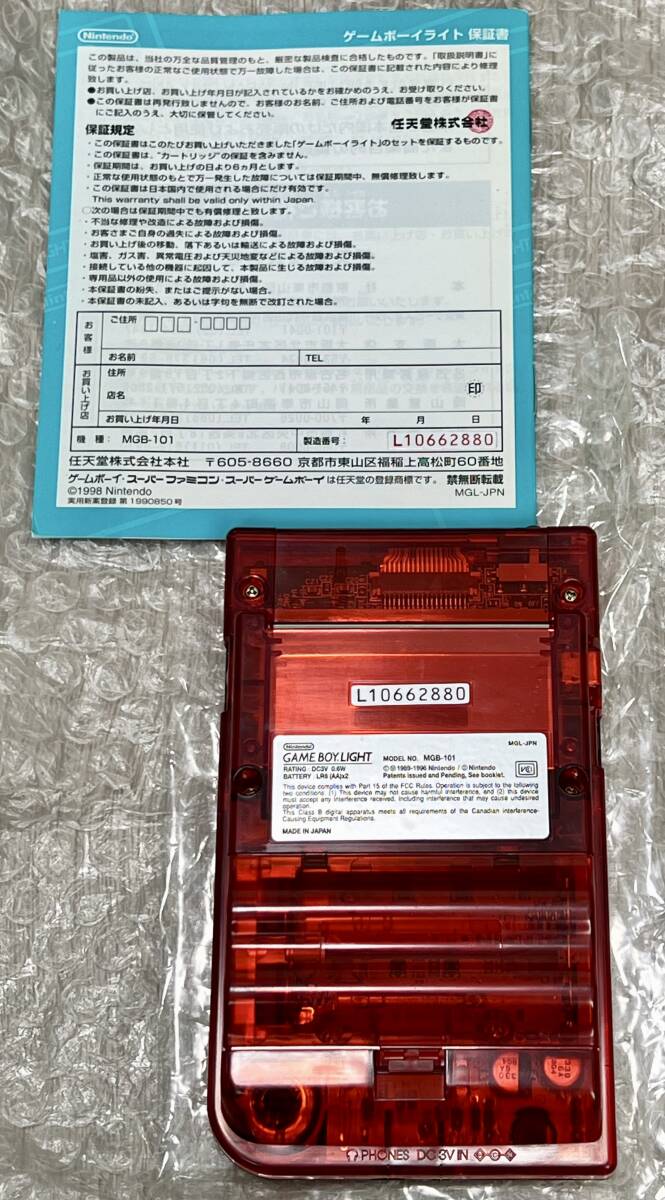 Nintendo
ゲームボーイライト 保証書
この製品は、当社の万全な品質管理のもと、厳密な製品検査に合格したものです。「取扱説明書」に
従ったお客様の正常なご使用状態で万一故障した場合は、この保証書に記載された内容により修理
致します。
●お買い上げ店、お買い上げ年月日が記入されているかをお確かめのうえ、お受け取りください。
●この保証書は再発行致しませんので、お客様のお名前、ご住所および電話番号をお客様が保証書
にご記入のうえ、大切に保管してください。
任天堂株式会社
保証規定
・この保証書はこのたびお買い上げいただきました「ゲームボーイライト」のセットを保証するものです。
・この保証書は、“カートリッジ”の保証を含みません。
・保証期間は、お買い上げの日より6カ月とします。
・正常な使用状態のもとで万一発生した故障については保証期間中、無償修理致します。
・この保証書は日本国内で使用される場合にだけ有効です。
This warranty shall be valid only within Japan.
○次の場合は保証期間中でも有償修理と致します。
・不当な修理や改造による故障および損傷。
・お客さまご自身の過失による故障および損傷。
・お買い上げ後の移動、落下あるいは輸送による故障および損傷。
・塩害、ガス害、異常電圧および天災地変などによる故障および損傷。
・接続している他の機器に起因して、本製品に生じる故障および損傷。
・専用品以外の使用による故障および損傷。
・本保証書の紛失、またはご提示がない場合。
・本保証書の未記入、あるいは字句を無断で改訂された場合。
お客様
ご住所 □□□-□□□□
お名前 TEL
お買い上げ店
住所
店名 印
お買い上げ年月日 年 月 日
機種: MGB-101 製造番号: L10662880
任天堂株式会社本社 〒605-8660 京都市東山区福稲上高松町60番地
ゲームボーイ・スーパーファミコン・スーパーゲームボーイは任天堂の登録商標です。禁無断転載
©1998 Nintendo
実用新案登録 第1990850号
MGL-JPN
L10662880
MGL-JPN
Nintendo
GAME BOY LIGHT
MODEL NO. MGB-101
RATING : DC3V 0.6W
BATTERY : LR6 (AA)x2
©Ⓟ1989-1996 Nintendo / © Nintendo
Patents Issued and Pending, See booklet.
This device complies with Part 15 of the FCC Rules. Operation is subject to the following
two conditions. (1) This device may not cause harmful interference, and (2) this device
must accept any interference received, including interference that may cause undesired
operation.
This Class B digital apparatus meets all requirements of the Canadian Interference-
Causing Equipment Regulations.
MADE IN JAPAN
PHONES DC3V IN